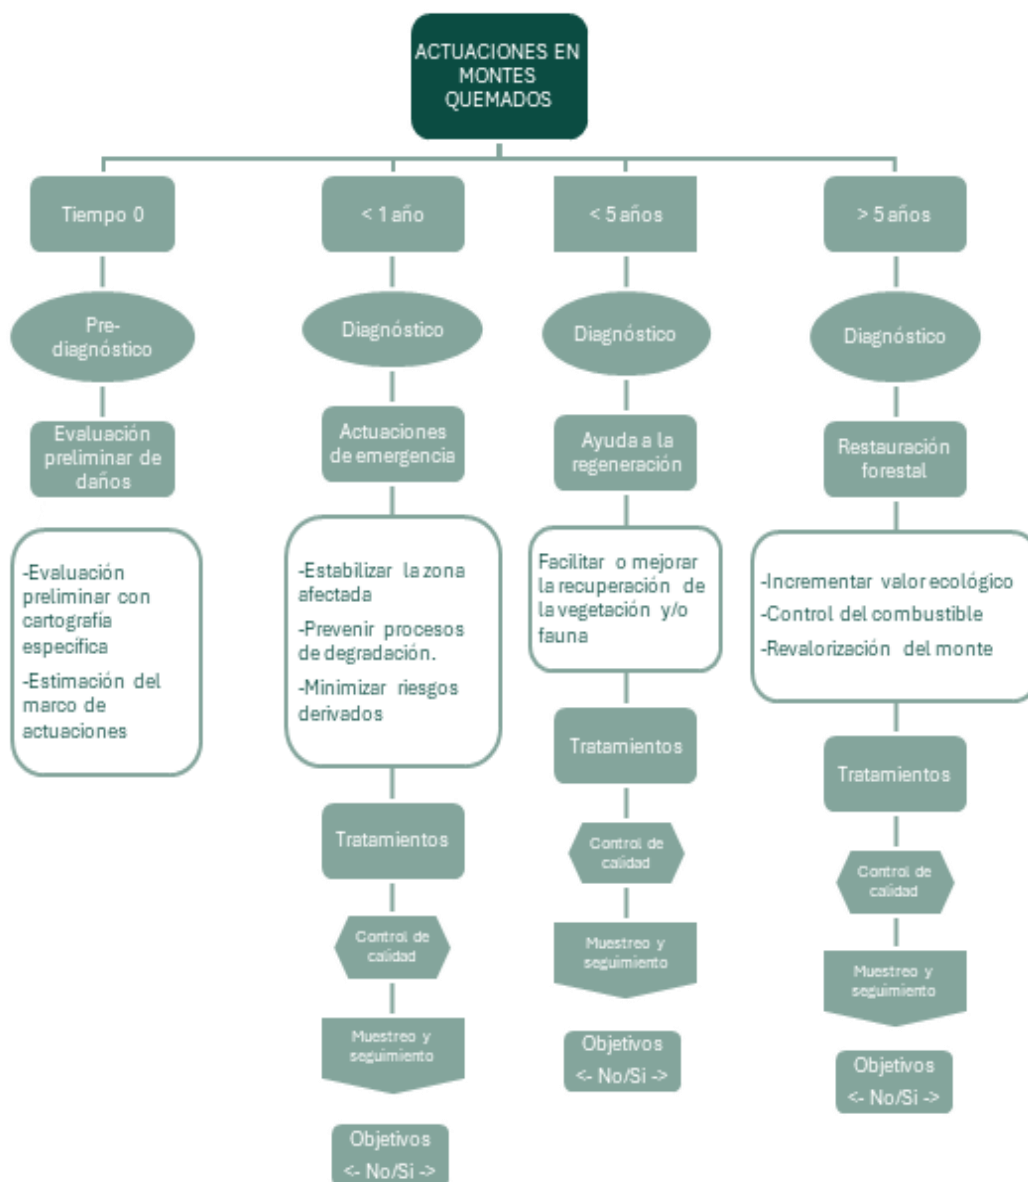 ACTUACIONES EN
MONTES
QUEMADOS
Tiempo 0
Pre-
diagnóstico
Evaluación
preliminar de
daños
-Evaluación
preliminar con
cartografía
específica
-Estimación del
marco de
actuaciones
< 1 año
Diagnóstico
Actuaciones
de emergencia
-Estabilizar la zona
afectada
-Prevenir procesos
de degradación.
-Minimizar riesgos
derivados
Tratamientos
Control de
calidad
Muestreo y
seguimiento
Objetivos
<- No/Si ->
< 5 años
Diagnóstico
Ayuda a la
regeneración
Facilitar o mejorar
la recuperación de
la vegetación y/o
fauna
Tratamientos
Control de
calidad
Muestreo y
seguimiento
Objetivos
<- No/Si ->
> 5 años
Diagnóstico
Restauración
forestal
-Incrementar valor ecológico
-Control del combustible
-Revalorización del monte
Tratamientos
Control de
calidad
Muestreo y
seguimiento
Objetivos
<- No/Si ->